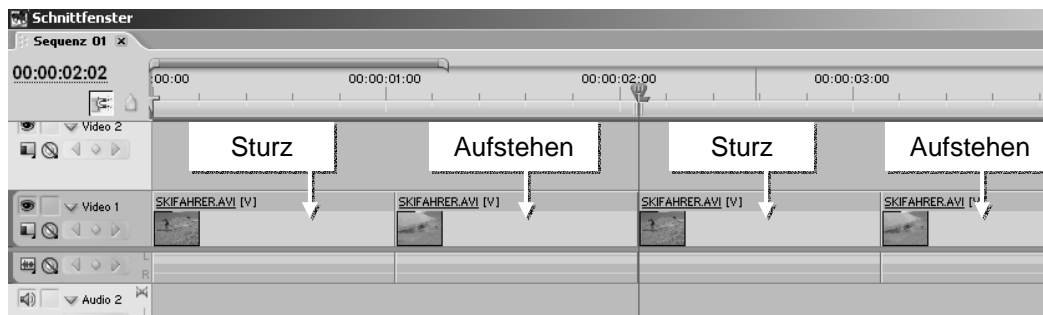 Schnittfenster
Sequenz 01
00:00:02:02
:00:00 00:00:01:00 00:00:02:00 00:00:03:00
Video 2
Sturz Aufstehen Sturz Aufstehen
Video 1
SKIFAHRER.AVI [V] SKIFAHRER.AVI [V] SKIFAHRER.AVI [V] SKIFAHRER.AVI [V]
L
R
Audio 2
L